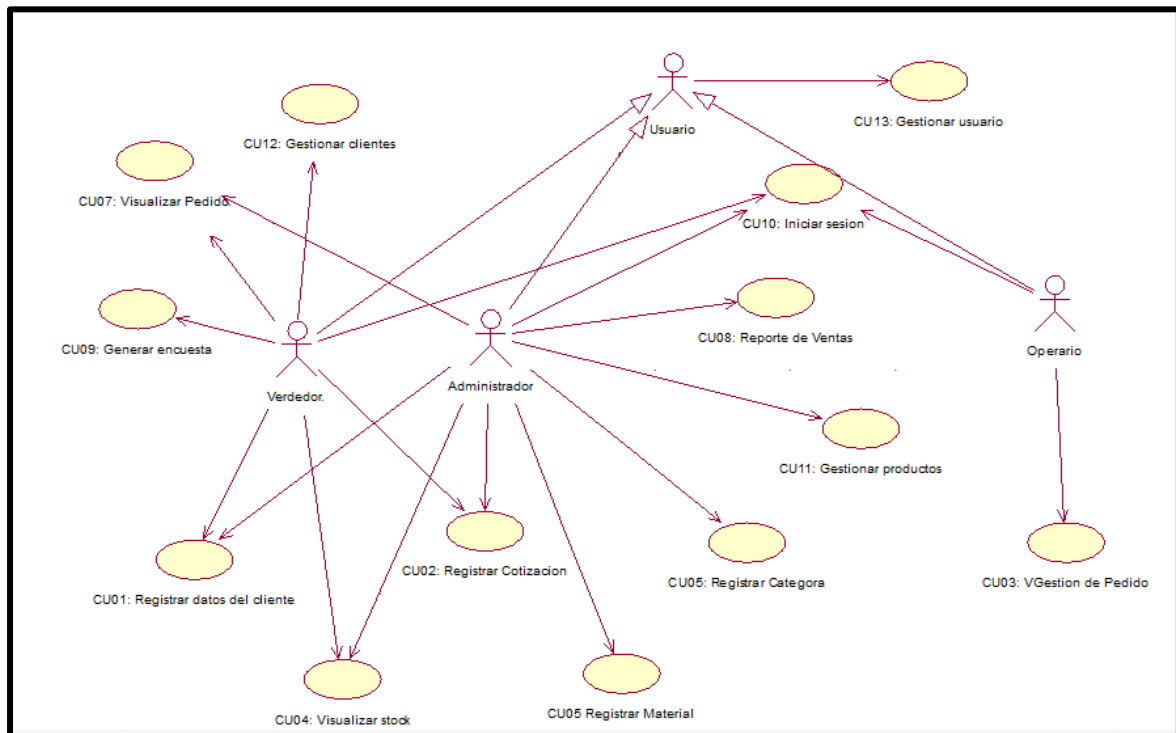 Usuario
CU13: Gestionar usuario
CU12: Gestionar clientes
CU07: Visualizar Pedido.
CU10: Iniciar sesion
CU09: Generar encuesta
CU08: Reporte de Ventas
Operario
Verdedor.
Administrador
CU11: Gestionar productos
CU01: Registrar datos del cliente
CU02: Registrar Cotizacion
CU05: Registrar Categora
CU03: VGestion de Pedido
CU04: Visualizar stock
CU05 Registrar Material